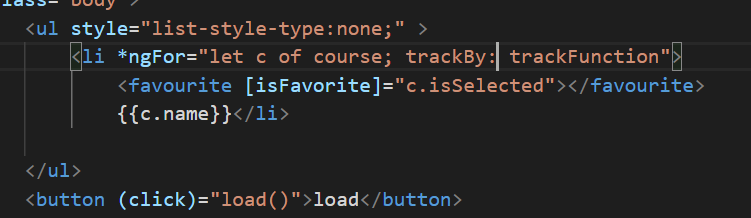 class="body">
<ul style="list-style-type:none;" >
<li *ngFor="let c of course; trackBy: trackFunction">
<favourite [isFavorite]="c.isSelected"></favourite>
{{c.name}}</li>
</ul>
<button (click)="load()">load</button>